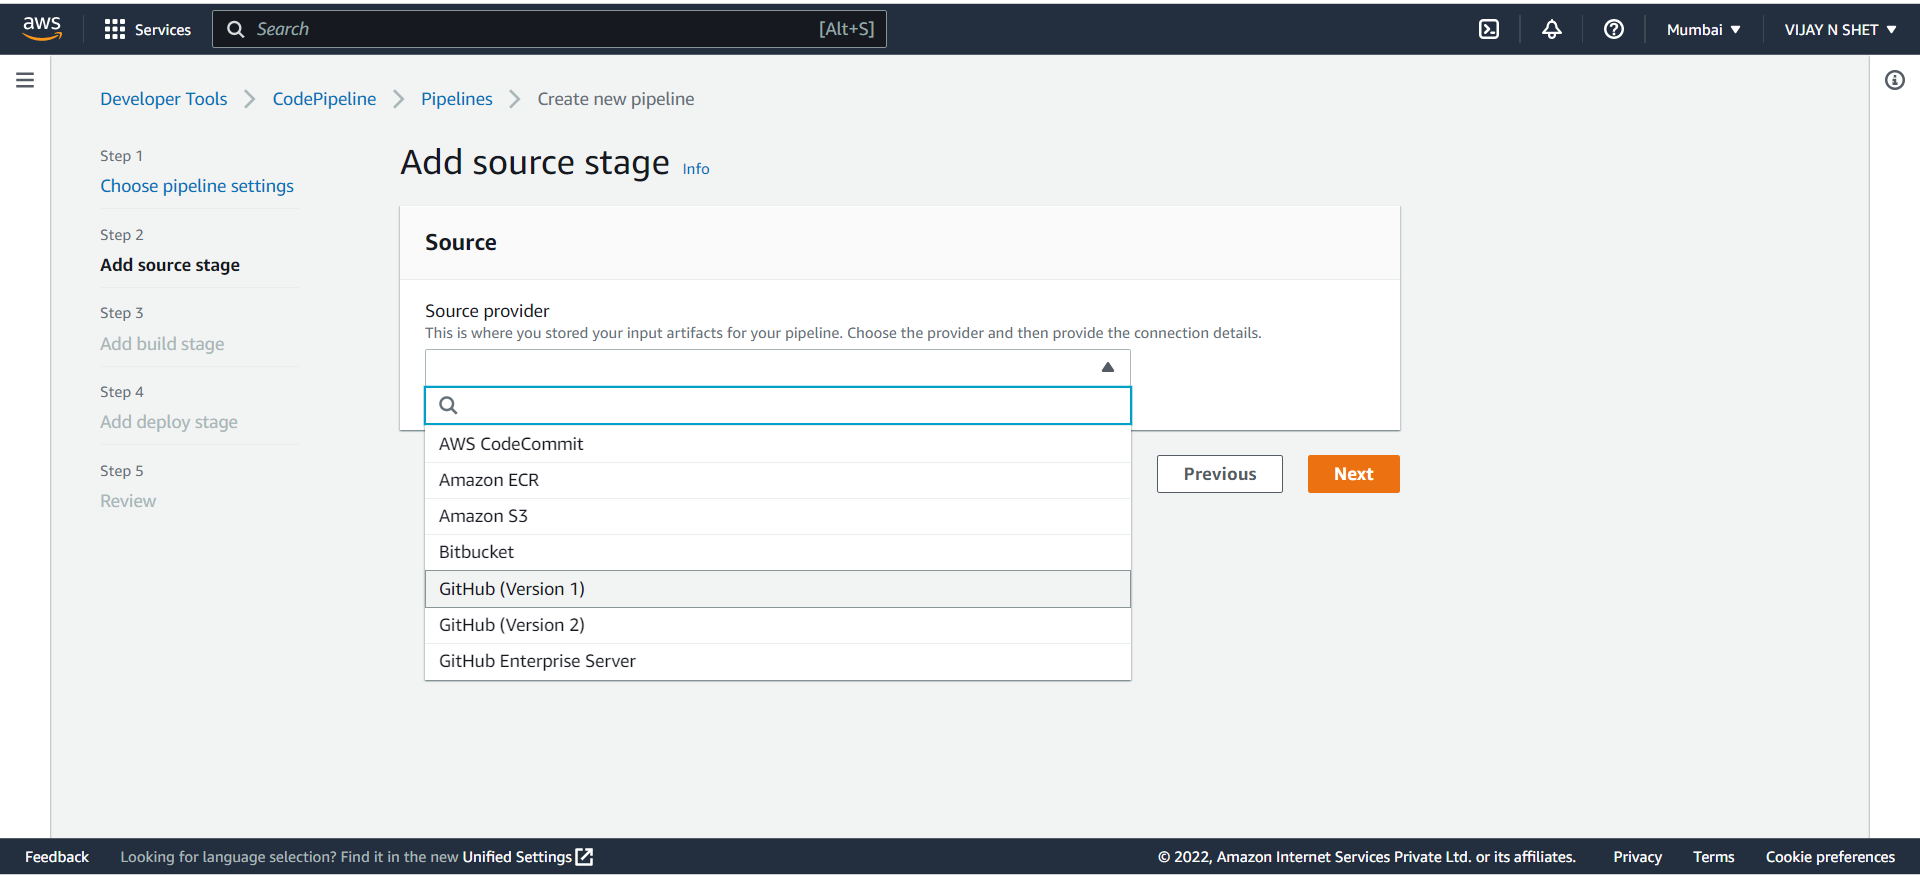 aws Services Search [Alt+S] Mumbai VIJAY N SHET
Developer Tools CodePipeline Pipelines Create new pipeline
Step 1
Choose pipeline settings
Step 2
Add source stage
Step 3
Add build stage
Step 4
Add deploy stage
Step 5
Review
Add source stage Info
Source
Source provider
This is where you stored your input artifacts for your pipeline. Choose the provider and then provide the connection details.
AWS CodeCommit
Amazon ECR
Amazon S3
Bitbucket
GitHub (Version 1)
GitHub (Version 2)
GitHub Enterprise Server
Previous Next
Feedback Looking for language selection? Find it in the new Unified Settings © 2022, Amazon Internet Services Private Ltd. or its affiliates. Privacy Terms Cookie preferences